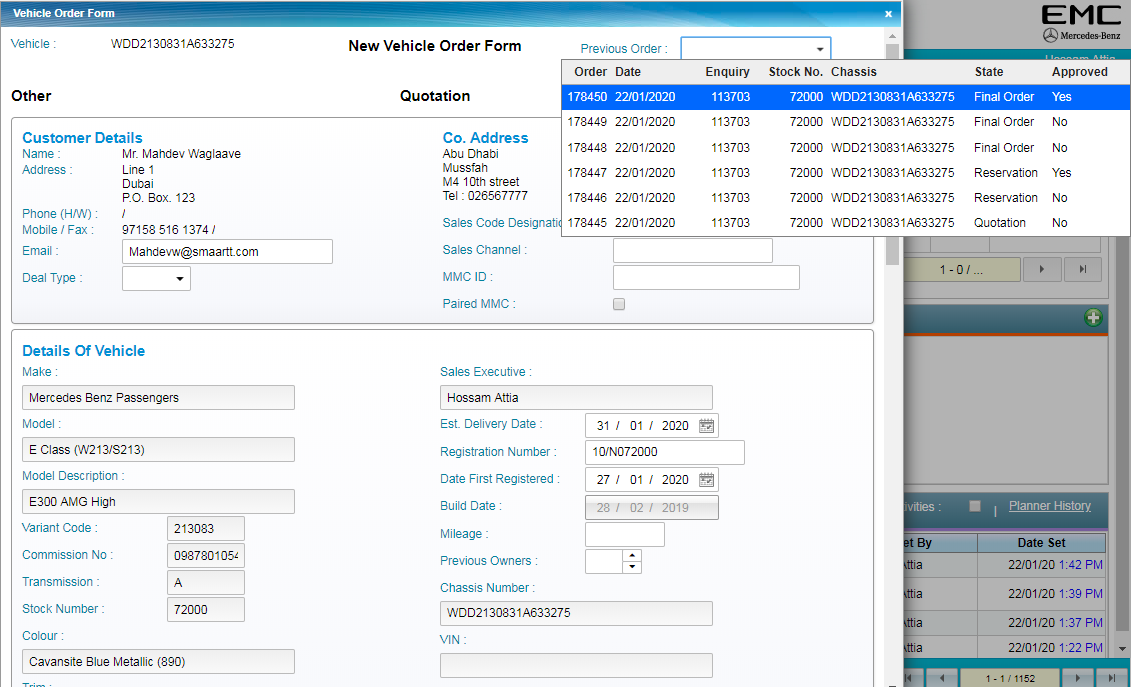 Vehicle Order Form x
EMC
Mercedes-Benz
Vehicle : WDD2130831A633275 New Vehicle Order Form Previous Order :
Order Date Enquiry Stock No. Chassis State Approved
178450 22/01/2020 113703 72000 WDD2130831A633275 Final Order Yes
178449 22/01/2020 113703 72000 WDD2130831A633275 Final Order No
178448 22/01/2020 113703 72000 WDD2130831A633275 Final Order No
178447 22/01/2020 113703 72000 WDD2130831A633275 Reservation Yes
178446 22/01/2020 113703 72000 WDD2130831A633275 Reservation No
178445 22/01/2020 113703 72000 WDD2130831A633275 Quotation No
Other Quotation
Customer Details
Name : Mr. Mahdev Waglaave
Address : Line 1
Dubai
P.O. Box. 123
Phone (H/W) : /
Mobile / Fax : 97158 516 1374 /
Email : Mahdevw@smaartt.com
Deal Type :
Co. Address
Abu Dhabi
Mussfah
M4 10th street
Tel : 026567777
Sales Code Designatio
Sales Channel :
MMC ID :
Paired MMC :
1 - 0 / ...
Details Of Vehicle
Make :
Mercedes Benz Passengers
Model :
E Class (W213/S213)
Model Description :
E300 AMG High
Variant Code : 213083
Commission No : 0987801054
Transmission : A
Stock Number : 72000
Colour :
Cavansite Blue Metallic (890)
Sales Executive :
Hossam Attia
Est. Delivery Date : 31 / 01 / 2020
Registration Number : 10/N072000
Date First Registered : 27 / 01 / 2020
Build Date : 28 / 02 / 2019
Mileage :
Previous Owners :
Chassis Number :
WDD2130831A633275
VIN :
ivities : | Planner History
et By Date Set
Attia 22/01/20 1:42 PM
Attia 22/01/20 1:39 PM
Attia 22/01/20 1:37 PM
Attia 22/01/20 1:22 PM
1 - 1 / 1152